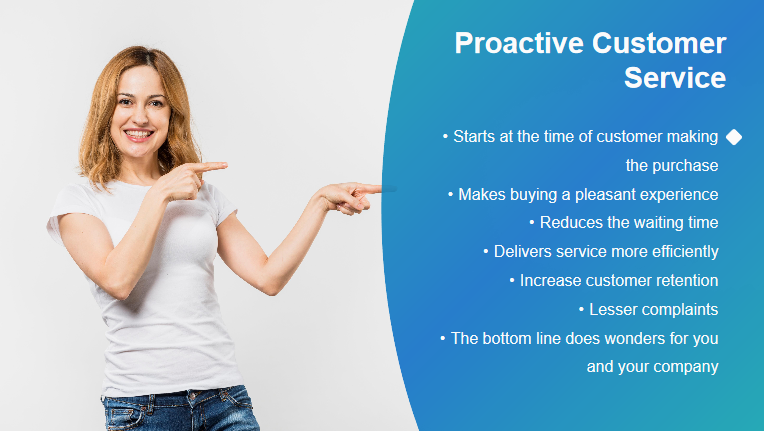 Proactive Customer
Service
• Starts at the time of customer making
the purchase
• Makes buying a pleasant experience
• Reduces the waiting time
• Delivers service more efficiently
• Increase customer retention
• Lesser complaints
• The bottom line does wonders for you
and your company